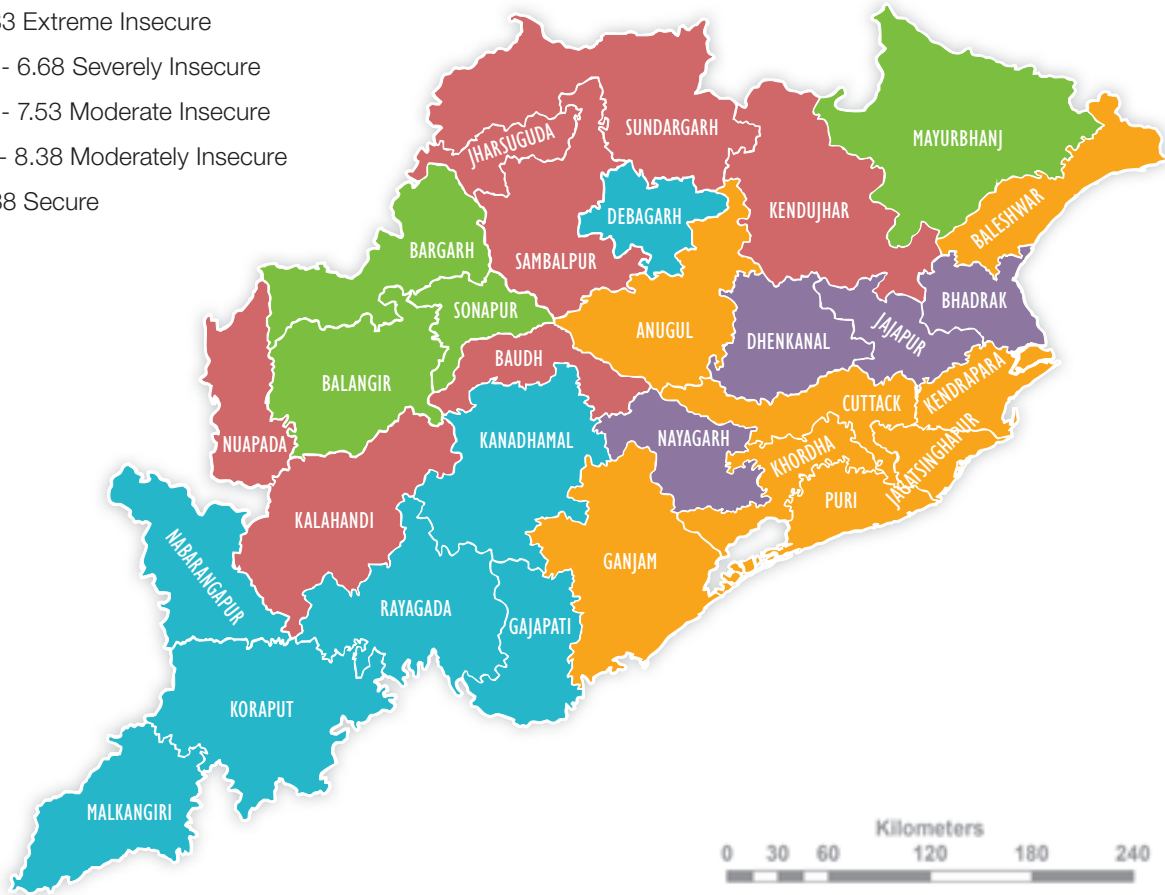 33 Extreme Insecure
- 6.68 Severely Insecure
- 7.53 Moderate Insecure
- 8.38 Moderately Insecure
38 Secure
MAYURBHANJ
SUNDARGARH
JHARSUGUDA
KENDUJHAR
DEBAGARH
BALESHWAR
BARGARH
SAMBALPUR
BHADRAK
SONAPUR
ANUGUL
JAJAPUR
DHENKANAL
BAUDH
BALANGIR
KENDRAPARA
CUTTACK
NUAPADA
KANADHAMAL
NAYAGARH
KHORDHA
JAGATSINGHAPUR
PURI
KALAHANDI
GANJAM
NABARANGAPUR
RAYAGADA
GAJAPATI
KORAPUT
MALKANGIRI
Kilometers
0 30 60 120 180 240